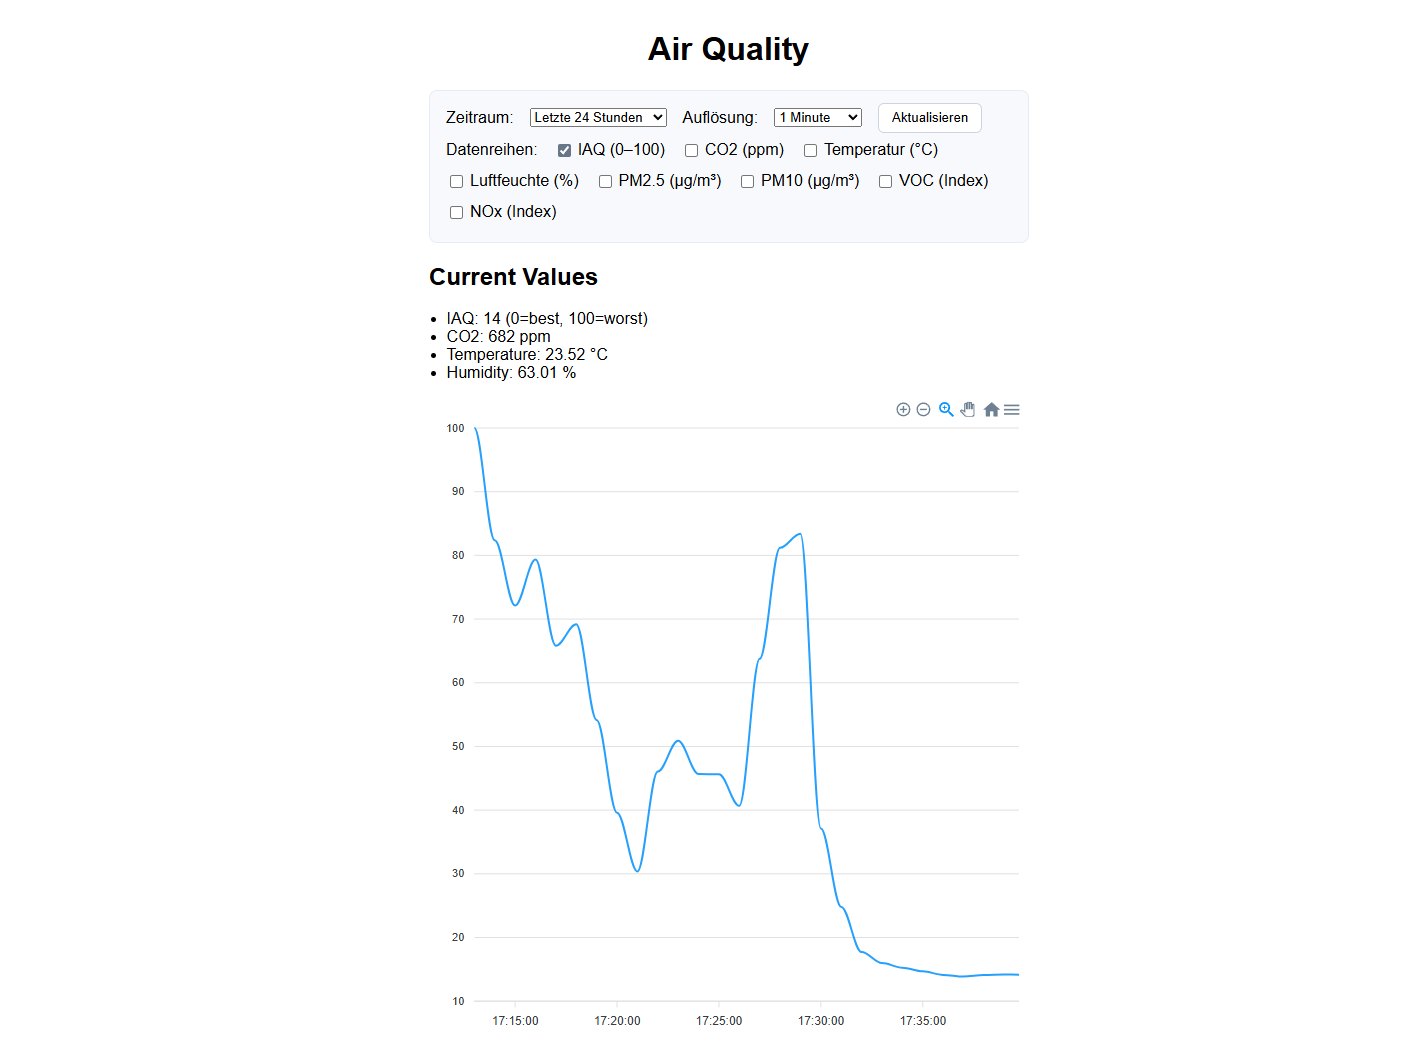 Air Quality
Zeitraum: Letzte 24 Stunden Auflösung: 1 Minute Aktualisieren
Datenreihen: IAQ (0–100) CO2 (ppm) Temperatur (°C)
Luftfeuchte (%) PM2.5 (µg/m³) PM10 (µg/m³) VOC (Index)
NOx (Index)
Current Values
• IAQ: 14 (0=best, 100=worst)
• CO2: 682 ppm
• Temperature: 23.52 °C
• Humidity: 63.01 %
100
90
80
70
60
50
40
30
20
10
17:15:00 17:20:00 17:25:00 17:30:00 17:35:00